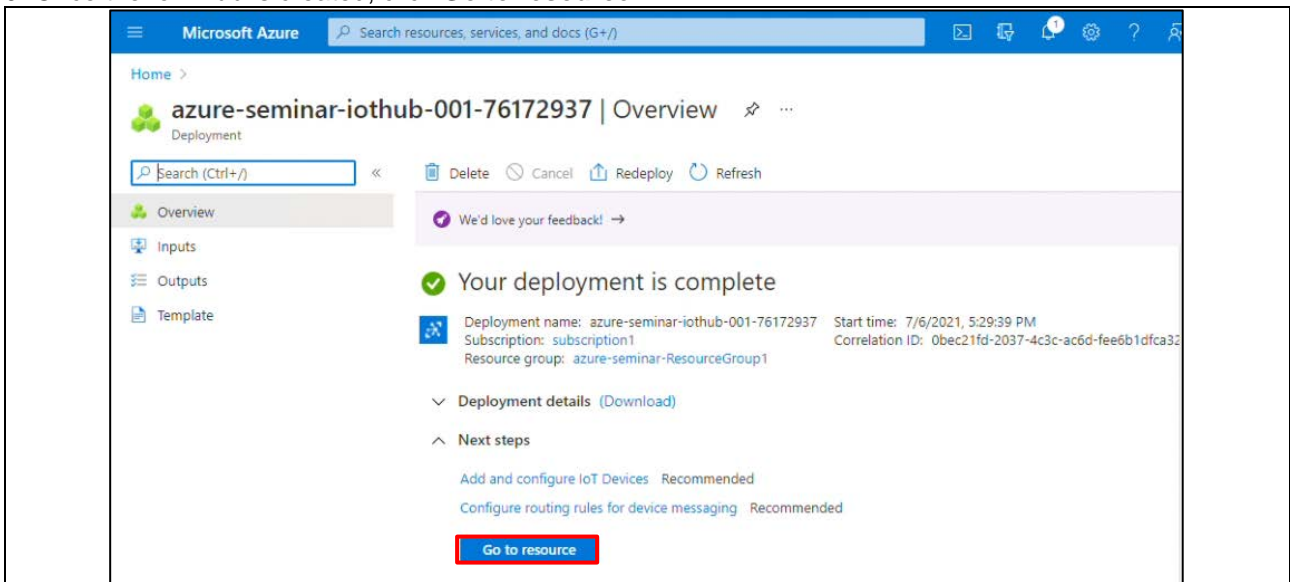 Microsoft Azure
Search resources, services, and docs (G+/)
1
Home >
azure-seminar-iothub-001-76172937 | Overview
Deployment
Search (Ctrl+/)
Delete Cancel Redeploy Refresh
Overview
We'd love your feedback! →
Inputs
Outputs
Your deployment is complete
Template
Deployment name: azure-seminar-iothub-001-76172937 Start time: 7/6/2021, 5:29:39 PM
Subscription: subscription1 Correlation ID: 0bec21fd-2037-4c3c-ac6d-fee6b1dfca32
Resource group: azure-seminar-ResourceGroup1
Deployment details (Download)
Next steps
Add and configure IoT Devices Recommended
Configure routing rules for device messaging Recommended
Go to resource